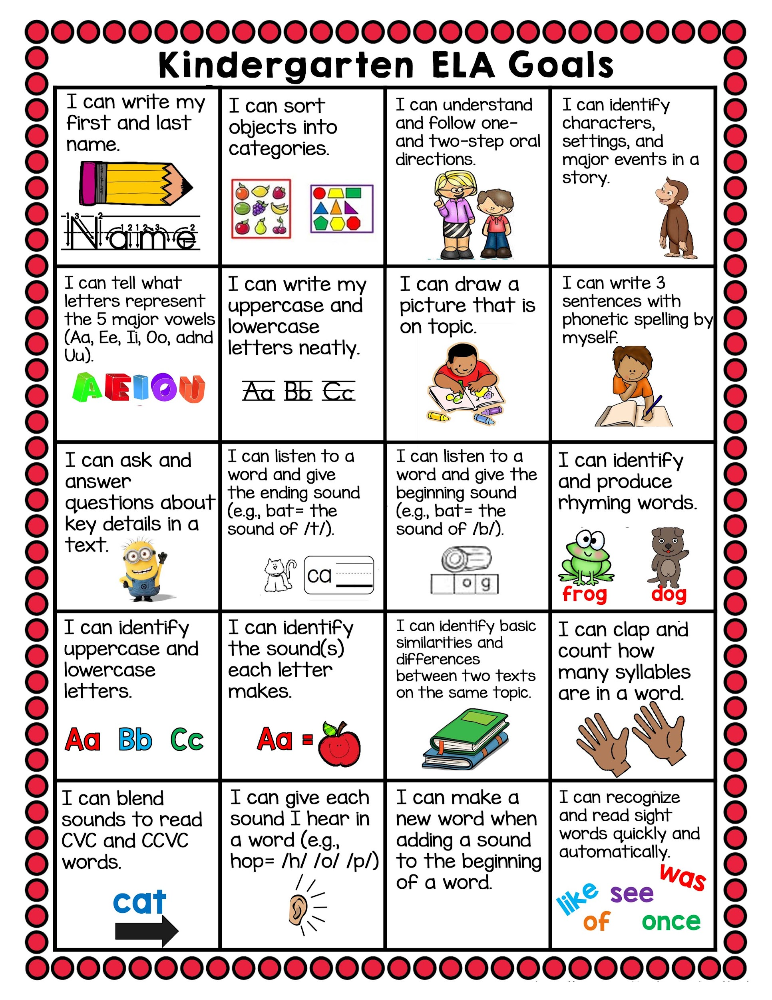 Kindergarten ELA Goals
I can write my
first and last
name.
1 3 2
1 2 1 2 3 2
Name
I can sort
objects into
categories.
I can understand
and follow one-
and two-step oral
directions.
I can identify
characters,
settings, and
major events in a
story.
I can tell what
letters represent
the 5 major vowels
(Aa, Ee, Ii, Oo, adnd
Uu).
AEIOU
I can write my
uppercase and
lowercase
letters neatly.
Aa Bb Cc
I can draw a
picture that is
on topic.
I can write 3
sentences with
phonetic spelling by
myself.
I can ask and
answer
questions about
key details in a
text.
I can listen to a
word and give
the ending sound
(e.g., bat= the
sound of /t/).
ca
I can listen to a
word and give the
beginning sound
(e.g., bat= the
sound of /b/).
o g
I can identify
and produce
rhyming words.
frog dog
I can identify
uppercase and
lowercase
letters.
Aa Bb Cc
I can identify
the sound(s)
each letter
makes.
Aa =
I can identify basic
similarities and
differences
between two texts
on the same topic.
I can clap and
count how
many syllables
are in a word.
I can blend
sounds to read
CVC and CCVC
words.
cat
I can give each
sound I hear in
a word (e.g.,
hop= /h/ /o/ /p/)
I can make a
new word when
adding a sound
to the beginning
of a word.
I can recognize
and read sight
words quickly and
automatically.
was
like see
of once